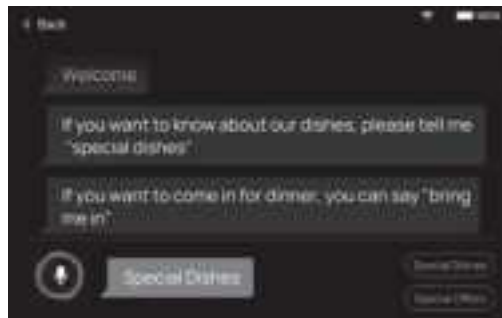 Back
Welcome
If you want to know about our dishes, please tell me
"special dishes"
If you want to come in for dinner, you can say "bring
me in"
Special Dishes
Special Dishes
Special Offers